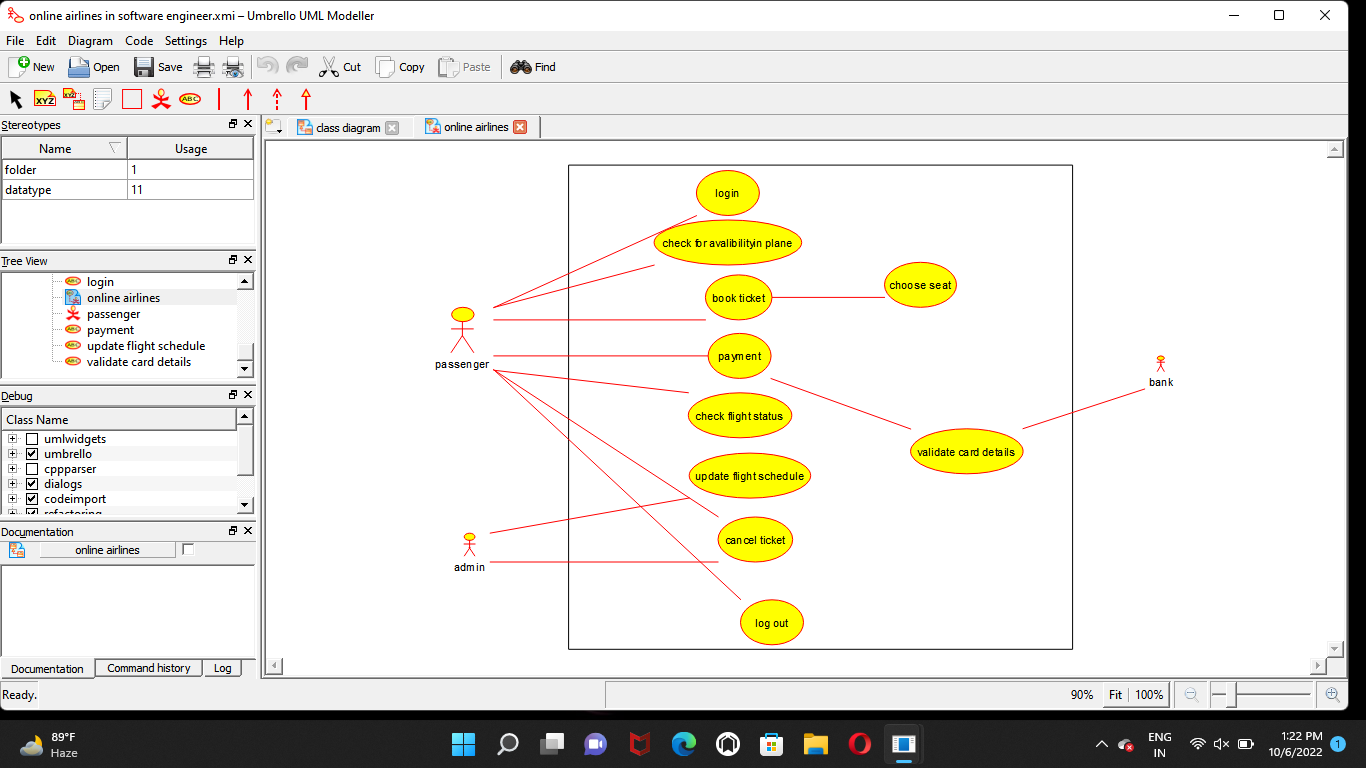 online airlines in software engineer.xmi – Umbrello UML Modeller
File Edit Diagram Code Settings Help
New Open Save Cut Copy Paste Find
XYZ XYZ ABC
Stereotypes
Name Usage
folder 1
datatype 11
Tree View
login
online airlines
passenger
payment
update flight schedule
validate card details
Debug
Class Name
umlwidgets
umbrello
cppparser
dialogs
codeimport
refactoring
Documentation
online airlines
Documentation Command history Log
Ready.
class diagram online airlines
login
check for avalibilityin plane
book ticket
choose seat
payment
passenger
bank
check flight status
validate card details
update flight schedule
cancel ticket
admin
log out
90% Fit 100%
89°F
Haze
ENG
IN
1:22 PM
10/6/2022
1